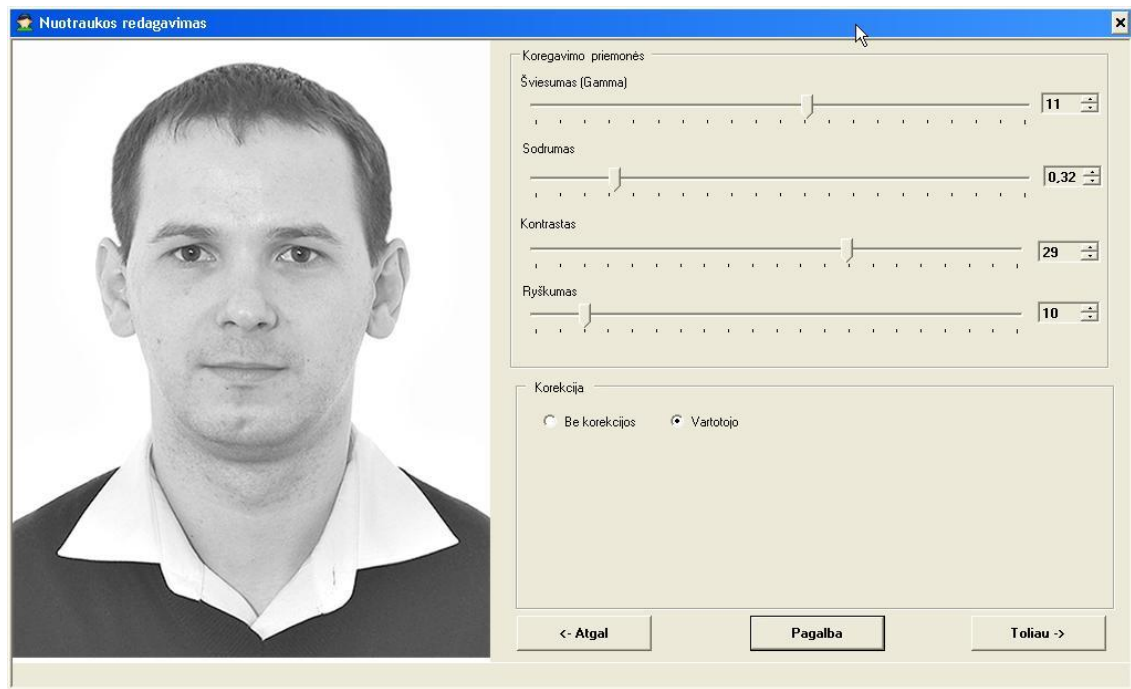 Nuotraukos redagavimas
Koregavimo priemonės
Šviesumas (Gamma)
11
Sodrumas
0,32
Kontrastas
29
Ryškumas
10
Korekcija
Be korekcijos Vartotojo
<- Atgal Pagalba Toliau ->